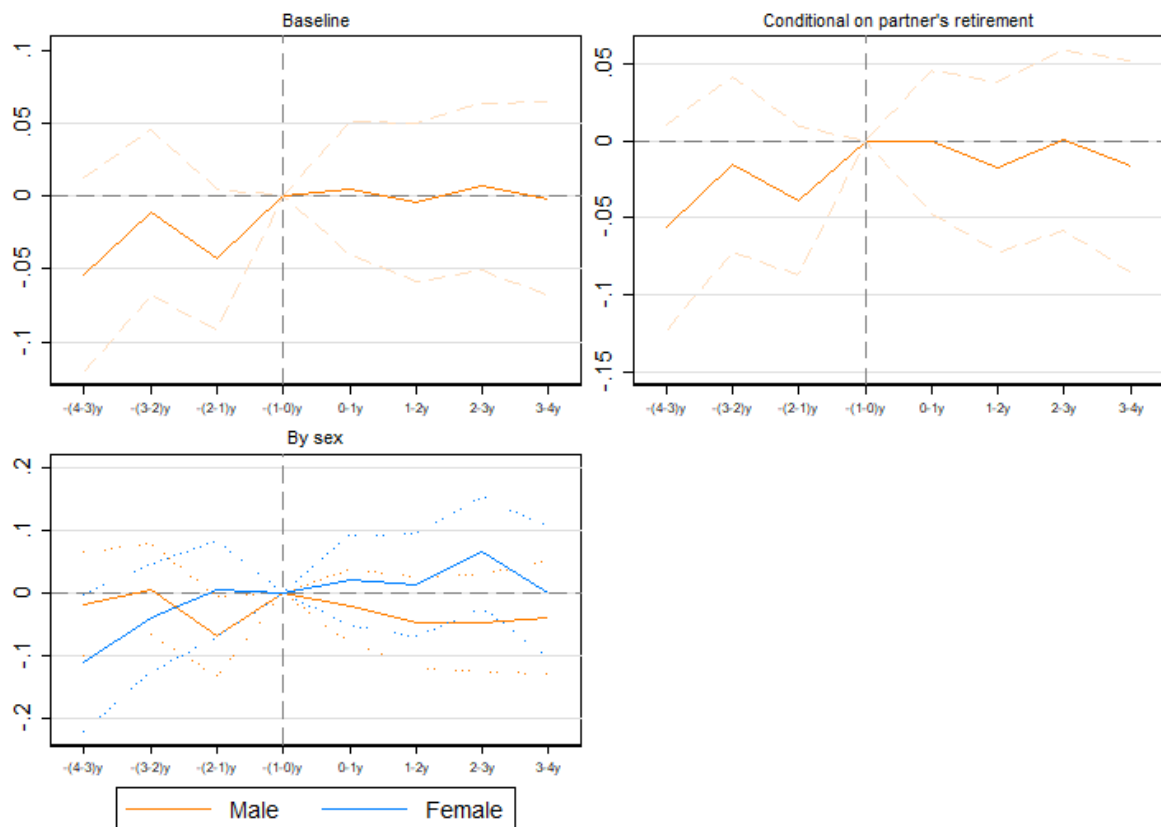 Baseline
.1
.05
0
-.05
-.1
-(4-3)y -(3-2)y -(2-1)y -(1-0)y 0-1y 1-2y 2-3y 3-4y
Conditional on partner's retirement
.05
0
-.05
-.1
-.15
-(4-3)y -(3-2)y -(2-1)y -(1-0)y 0-1y 1-2y 2-3y 3-4y
By sex
.2
.1
0
-.1
-.2
-(4-3)y -(3-2)y -(2-1)y -(1-0)y 0-1y 1-2y 2-3y 3-4y
Male Female